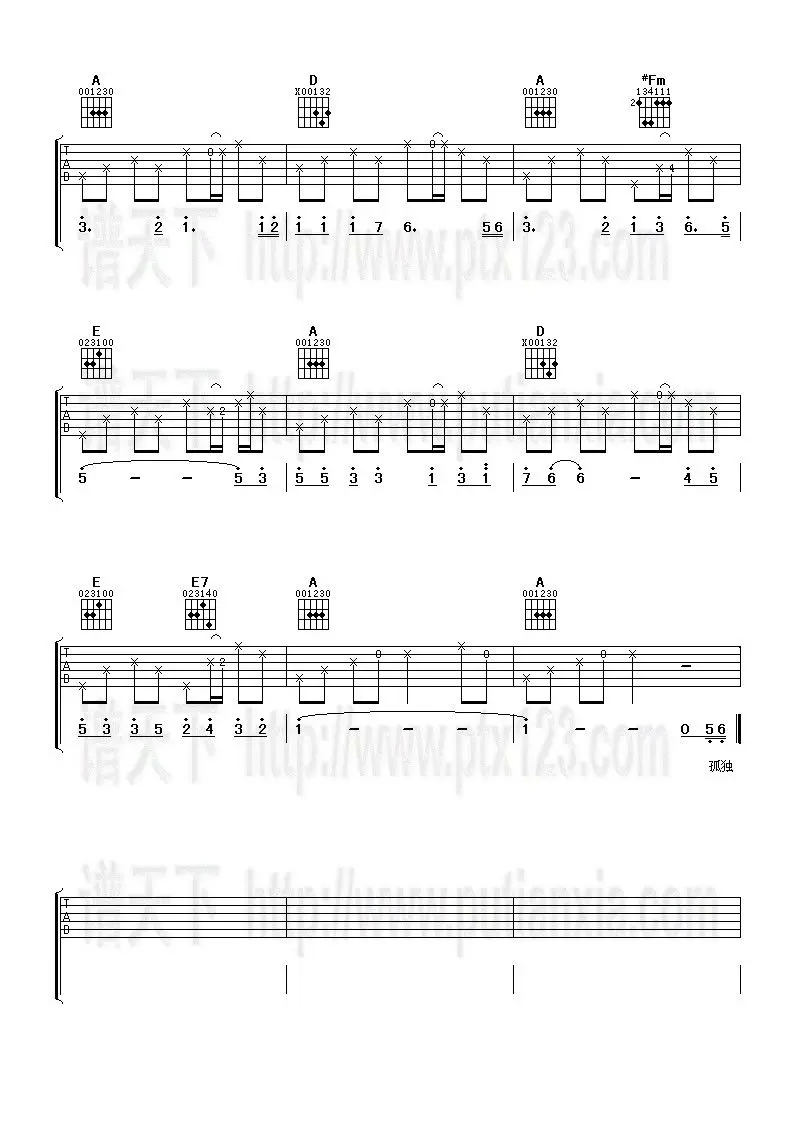 A D A #Fm
001230 X00132 001230 134111
2
T
A
B
0 0 4
3. 2 1. 1 2 1 1 1 7 6. 5 6 3. 2 1 3 6. 5
谱天下 http://www.ptx123.com
E A D
023100 001230 X00132
T
A
B
2 0 0
谱天下 http://www.putianxia.com
5 - - 5 3 5 5 3 3 1 3 1 7 6 6 - 4 5
E E7 A A
023100 023140 001230 001230
T
A
B
2 0 0 0 -
5 3 3 5 2 4 3 2 1 - - - 1 - - 0 5 6
谱天下 http://www.ptx123.com
孤独
谱天下 http://www.putianxia.com
T
A
B